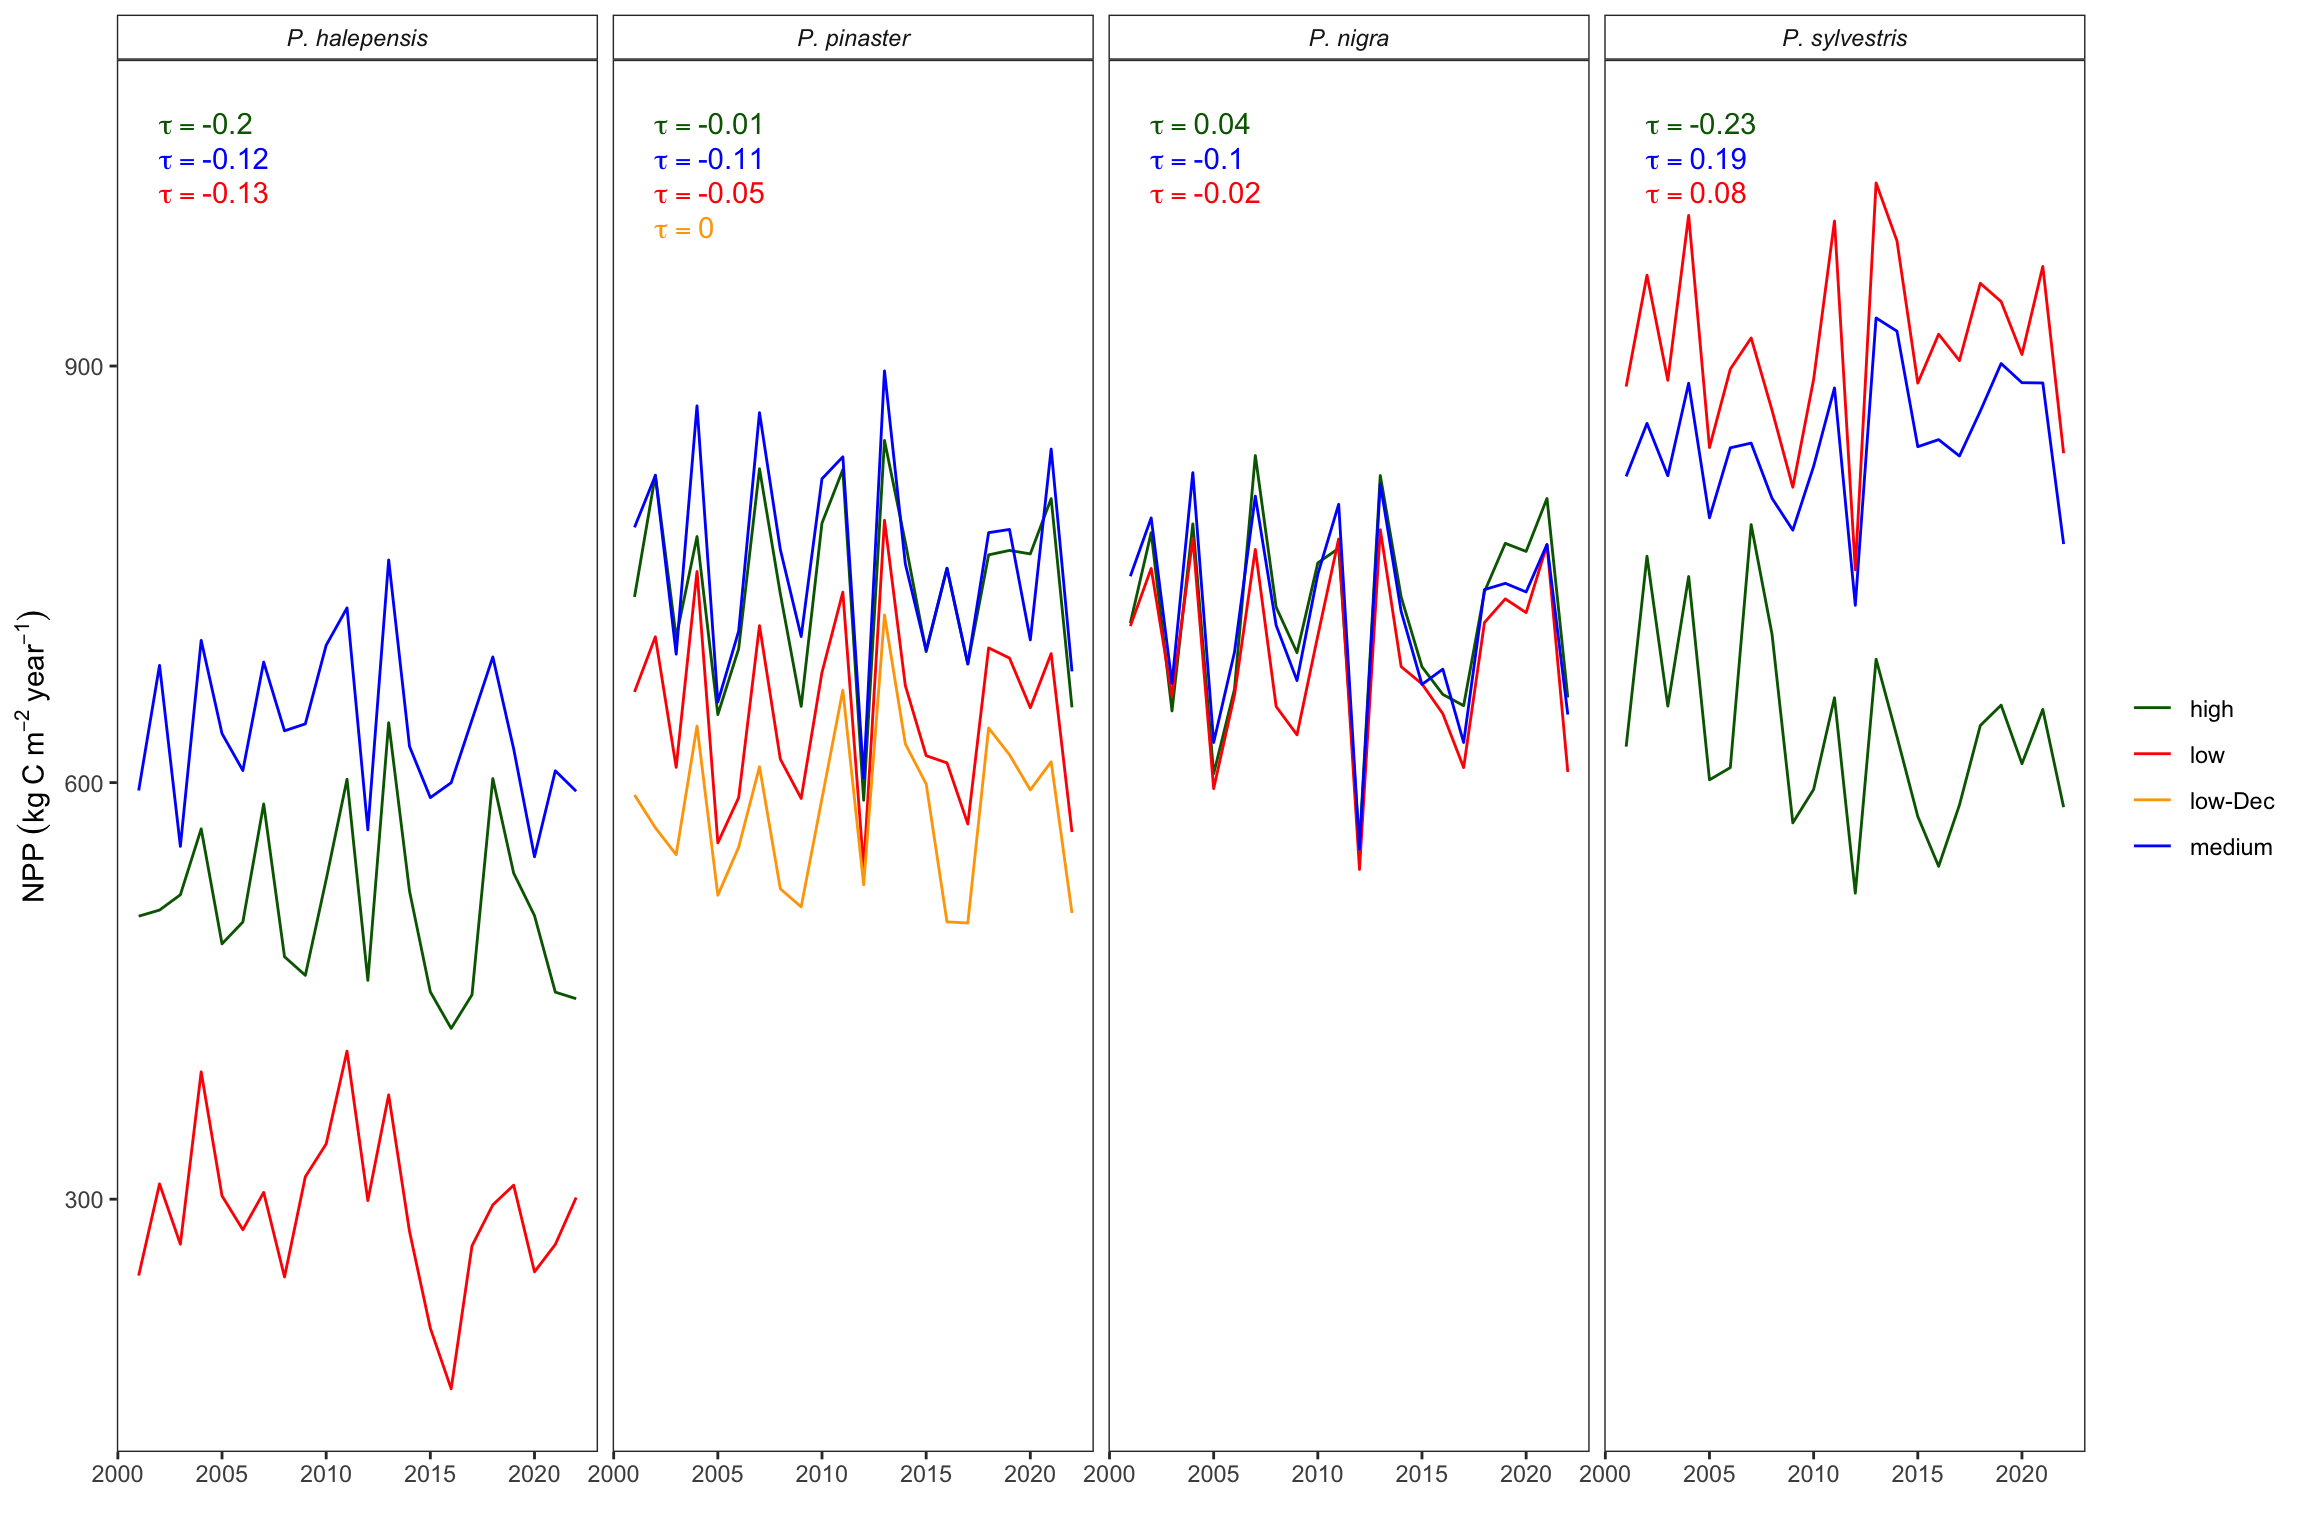 P. halepensis
P. pinaster
P. nigra
P. sylvestris
τ = -0.2
τ = -0.12
τ = -0.13
τ = -0.01
τ = -0.11
τ = -0.05
τ = 0
τ = 0.04
τ = -0.1
τ = -0.02
τ = -0.23
τ = 0.19
τ = 0.08
900
600
300
NPP (kg C m⁻² year⁻¹)
2000 2005 2010 2015 2020
2000 2005 2010 2015 2020
2000 2005 2010 2015 2020
2000 2005 2010 2015 2020
high
low
low-Dec
medium